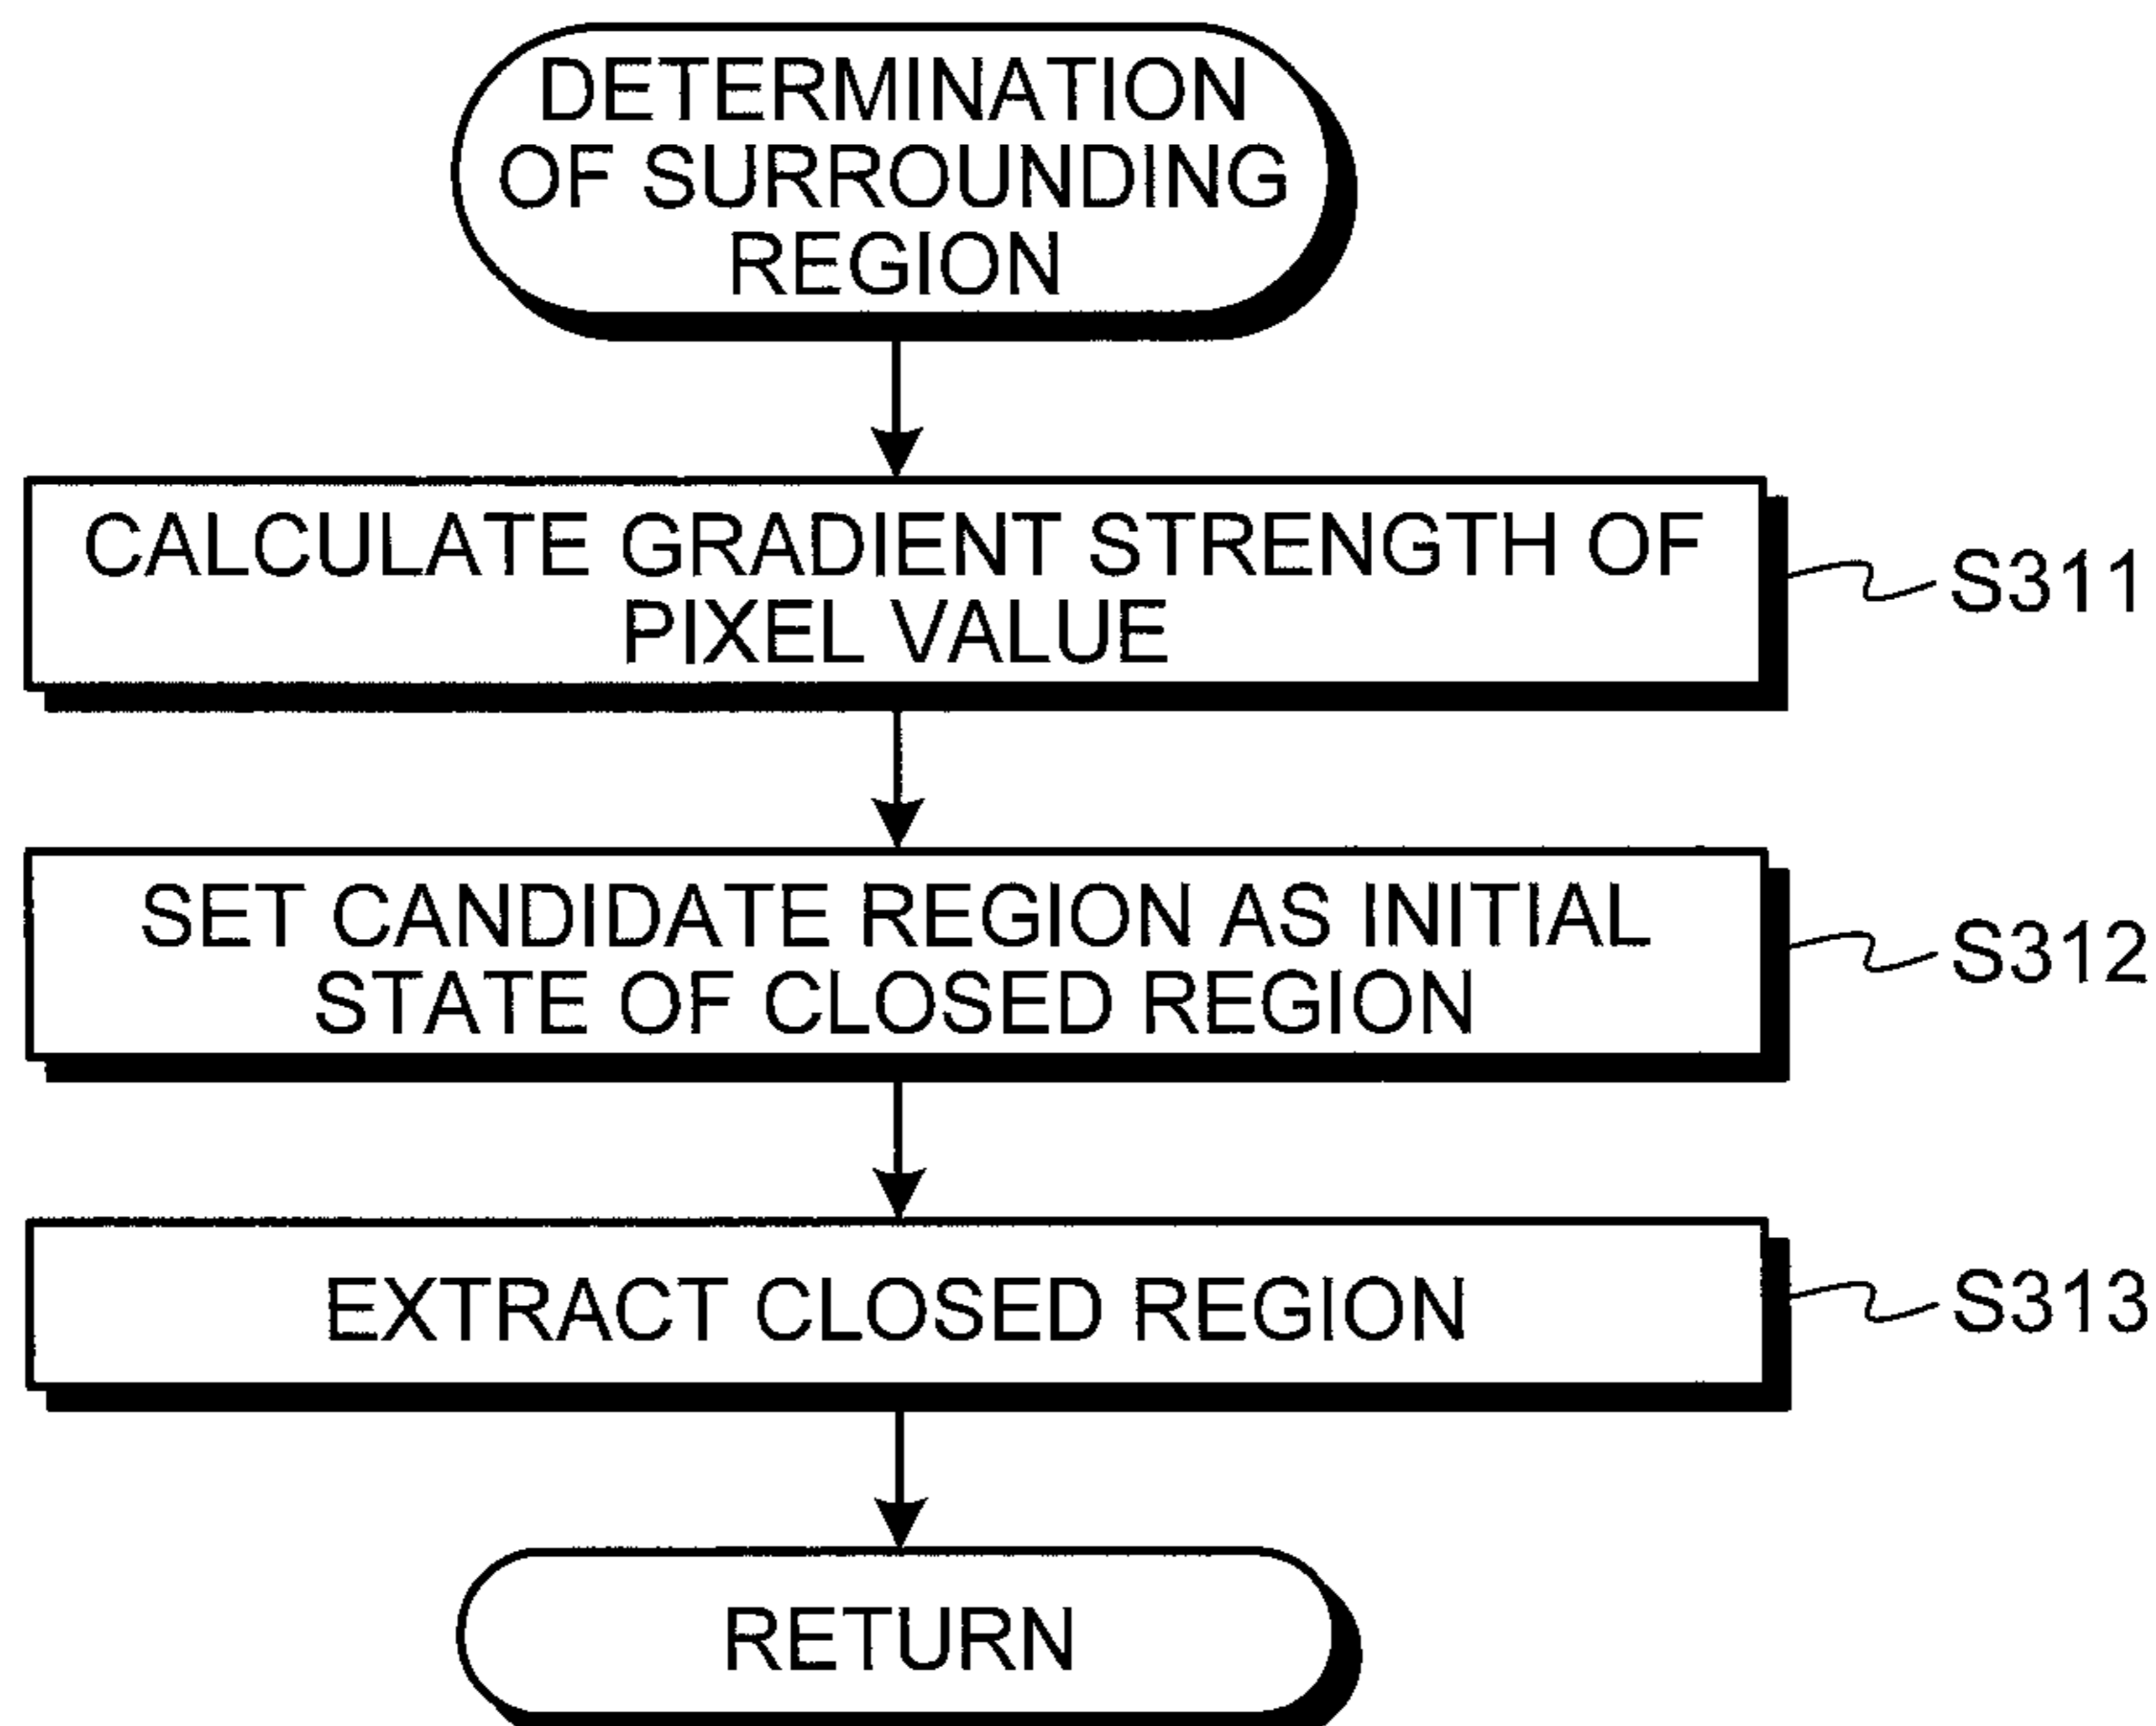 DETERMINATION
OF SURROUNDING
REGION
CALCULATE GRADIENT STRENGTH OF
PIXEL VALUE
S311
SET CANDIDATE REGION AS INITIAL
STATE OF CLOSED REGION
S312
EXTRACT CLOSED REGION
S313
RETURN